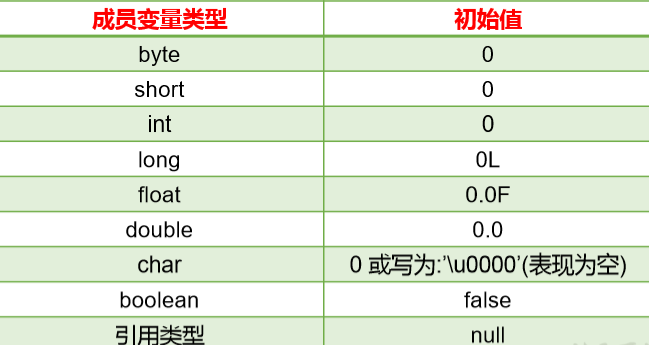 成员变量类型 初始值
byte 0
short 0
int 0
long 0L
float 0.0F
double 0.0
char 0 或写为:’\u0000’(表现为空)
boolean false
引用类型 null